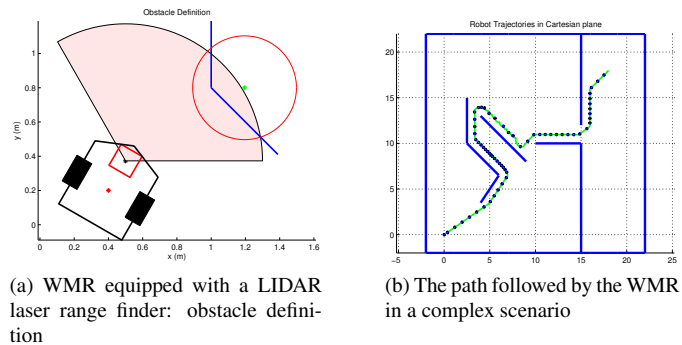 Obstacle Definition
1
0.8
0.6
0.4
0.2
0
y (m)
0 0.2 0.4 0.6 0.8 1 1.2 1.4 1.6
x (m)
(a) WMR equipped with a LIDAR
laser range finder: obstacle defini-
tion
Robot Trajectories in Cartesian plane
20
15
10
5
0
-5 0 5 10 15 20 25
(b) The path followed by the WMR
in a complex scenario